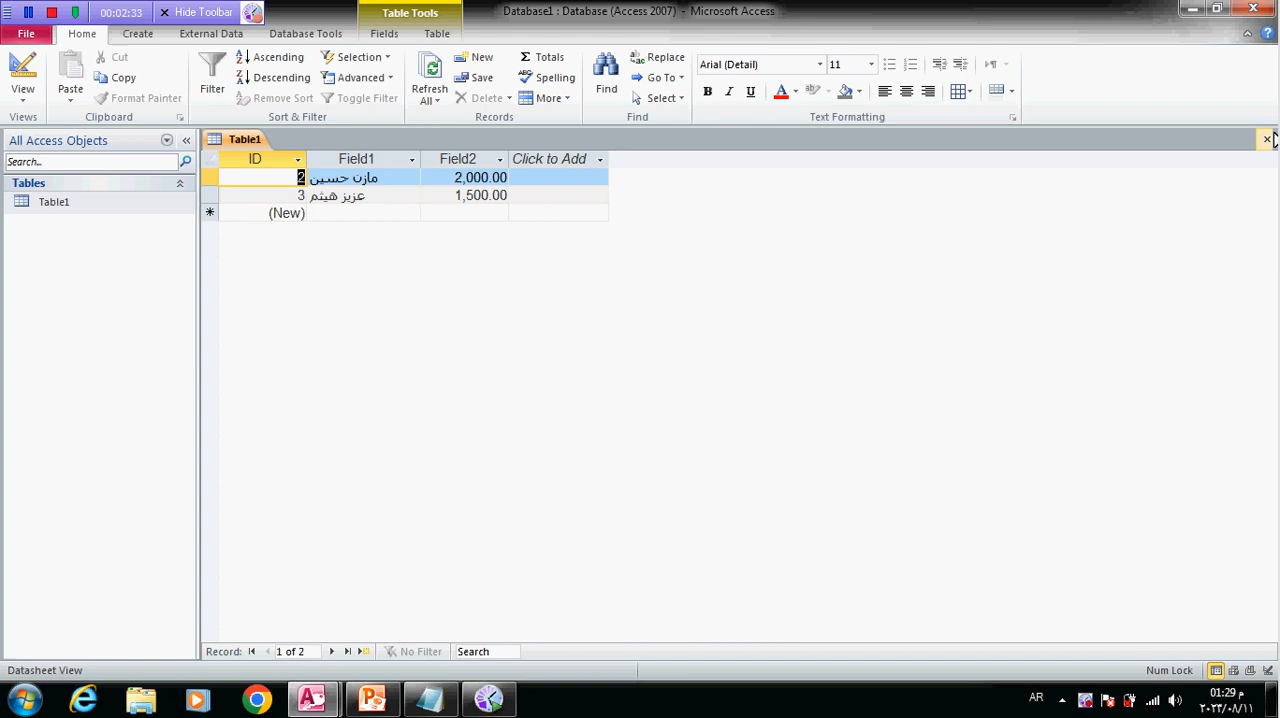 00:02:33 Hide Toolbar Table Tools Database1 : Database (Access 2007) - Microsoft Access
File Home Create External Data Database Tools Fields Table
View Paste Cut Copy Format Painter
Views Clipboard
Filter Ascending Descending Remove Sort Selection Advanced Toggle Filter
Sort & Filter
Refresh All New Save Delete Totals Spelling More
Records
Find Replace Go To Select
Find
Arial (Detail) 11
B I U A ab
Text Formatting
All Access Objects
Search...
Tables
Table1
Table1
ID Field1 Field2 Click to Add
2 مازن حسين 2,000.00
3 عزيز هيثم 1,500.00
(New)
Record: 1 of 2 No Filter Search
Datasheet View Num Lock
AR 01:29 م
٢٠٢٣/٠٨/١١